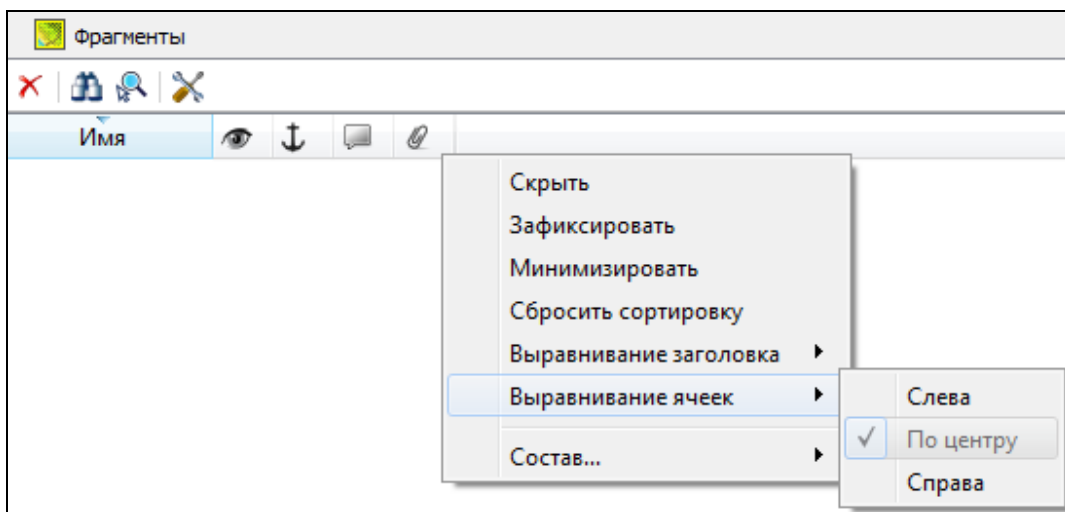 Фрагменты
Имя
Скрыть
Зафиксировать
Минимизировать
Сбросить сортировку
Выравнивание заголовка
Выравнивание ячеек
Слева
По центру
Справа
Состав...